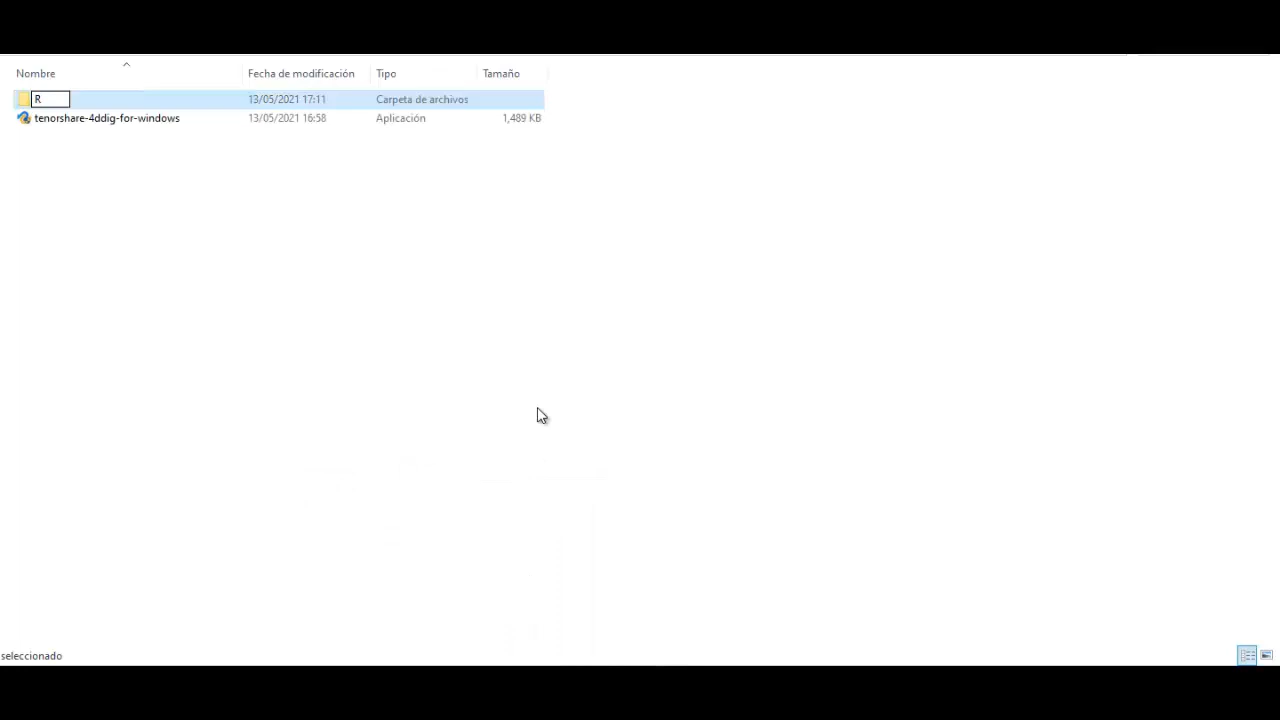 Nombre Fecha de modificación Tipo Tamaño
R 13/05/2021 17:11 Carpeta de archivos
tenorshare-4ddig-for-windows 13/05/2021 16:58 Aplicación 1,489 KB
seleccionado